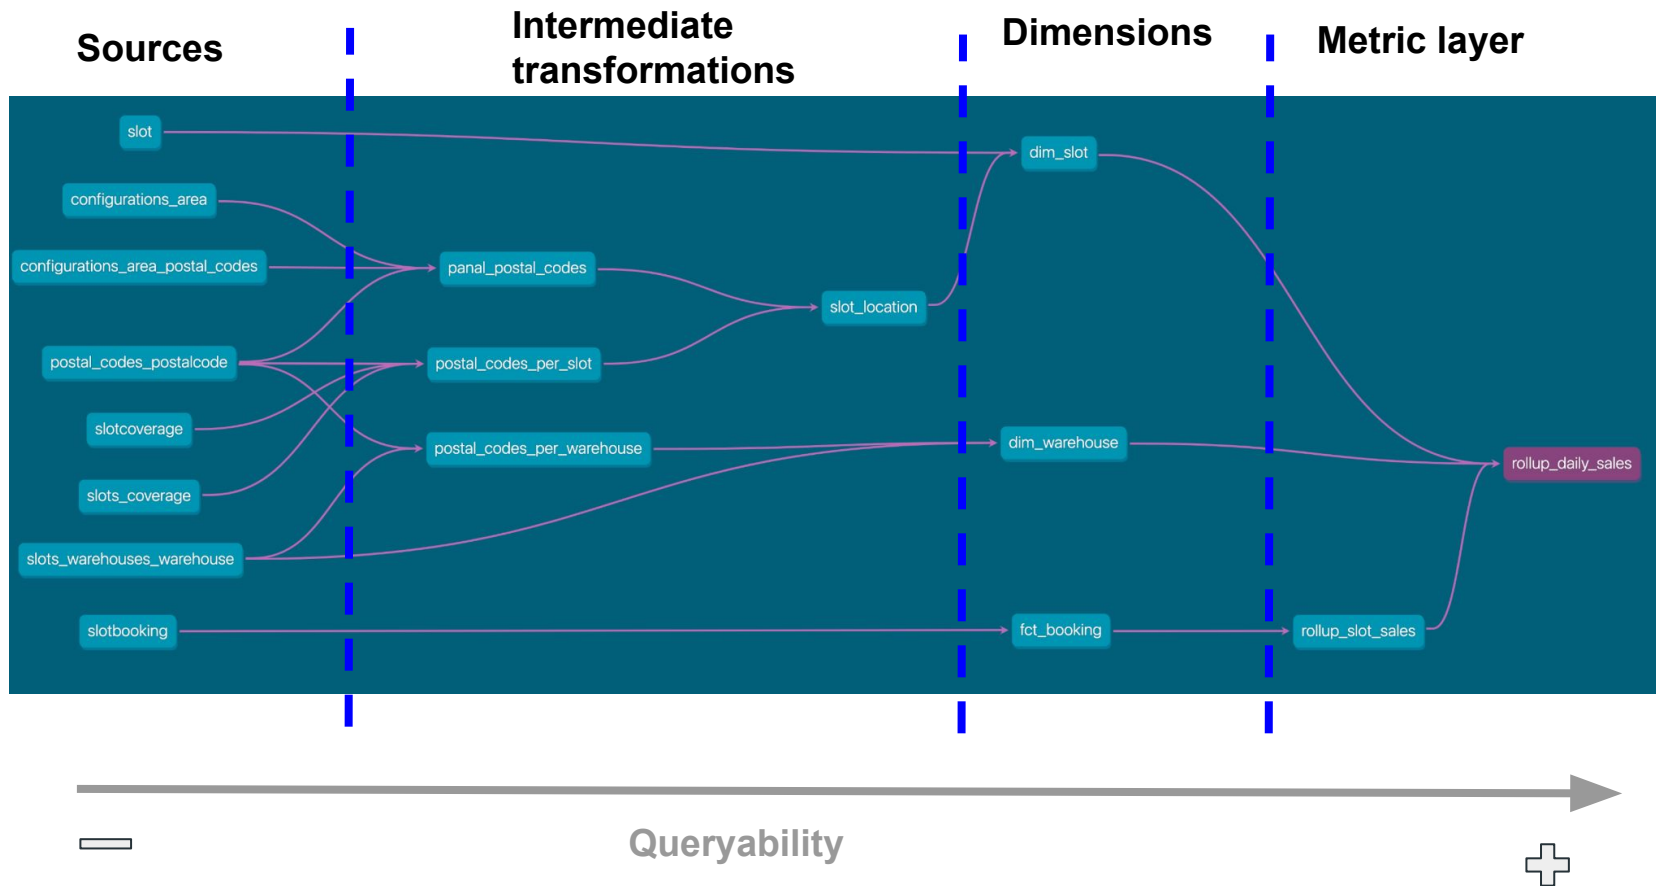 Sources
Intermediate
transformations
Dimensions
Metric layer
slot
dim_slot
configurations_area
configurations_area_postal_codes
panal_postal_codes
slot_location
postal_codes_postalcode
postal_codes_per_slot
slotcoverage
postal_codes_per_warehouse
dim_warehouse
rollup_daily_sales
slots_coverage
slots_warehouses_warehouse
slotbooking
fct_booking
rollup_slot_sales
Queryability